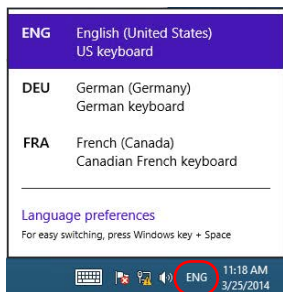 ENG English (United States)
US keyboard
DEU German (Germany)
German keyboard
FRA French (Canada)
Canadian French keyboard
Language preferences
For easy switching, press Windows key + Space
ENG 11:18 AM
3/25/2014